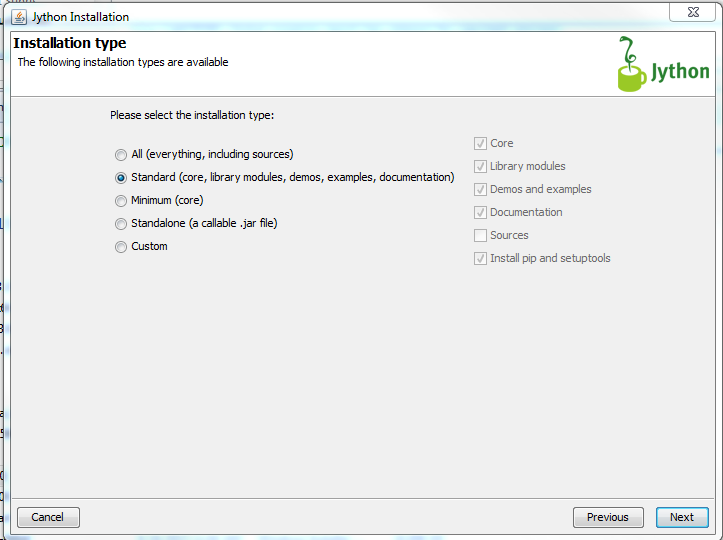 Jython Installation
Installation type
The following installation types are available
Jython
Please select the installation type:
All (everything, including sources)
Standard (core, library modules, demos, examples, documentation)
Minimum (core)
Standalone (a callable .jar file)
Custom
Core
Library modules
Demos and examples
Documentation
Sources
Install pip and setuptools
Cancel
Previous
Next